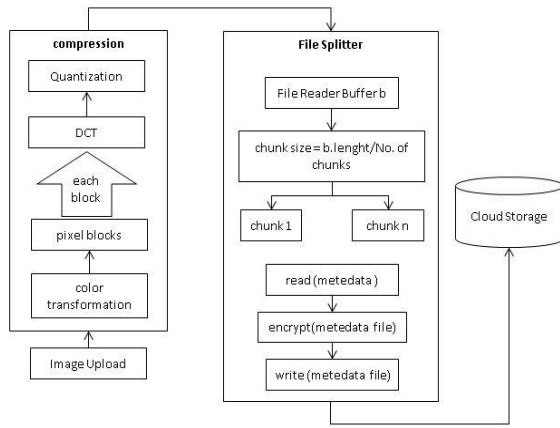 compression
Quantization
DCT
each
block
pixel blocks
color
transformation
Image Upload
File Splitter
File Reader Buffer b
chunk size = b.lenght/No. of
chunks
chunk 1
chunk n
read (metedata )
encrypt(metedata file)
write (metedata file)
Cloud Storage